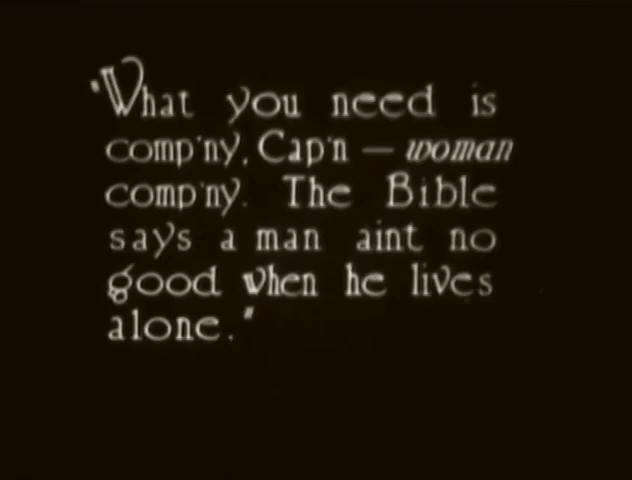 "What you need is
comp'ny, Cap'n — woman
comp'ny. The Bible
says a man aint no
good when he lives
alone."